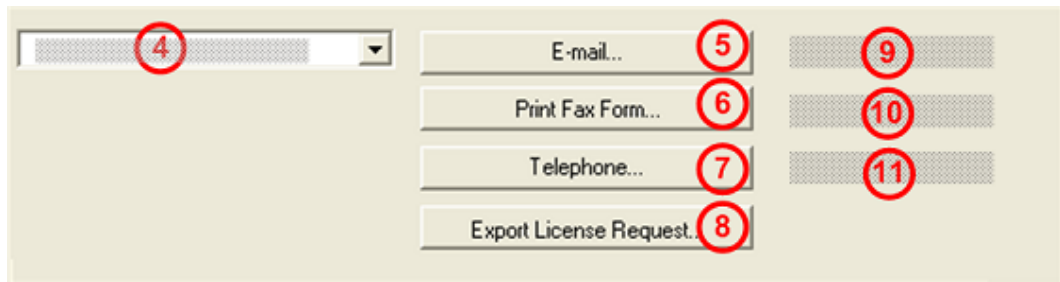 4
E-mail... 5 9
Print Fax Form... 6 10
Telephone... 7 11
Export License Request... 8